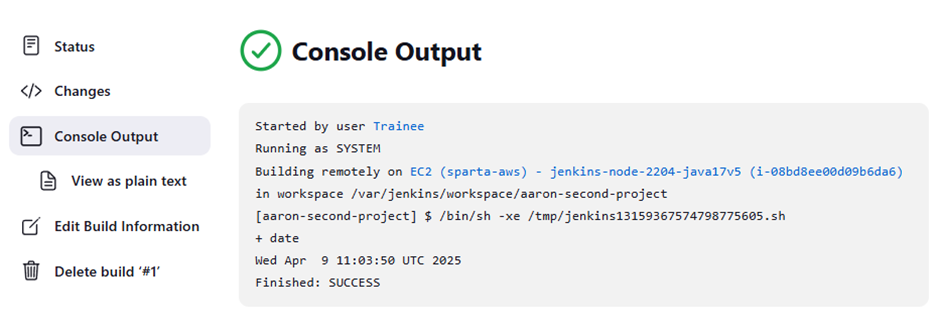 Status
Changes
Console Output
View as plain text
Edit Build Information
Delete build ‘#1’
Console Output
Started by user Trainee
Running as SYSTEM
Building remotely on EC2 (sparta-aws) - jenkins-node-2204-java17v5 (i-08bd8ee00d09b6da6)
in workspace /var/jenkins/workspace/aaron-second-project
[aaron-second-project] $ /bin/sh -xe /tmp/jenkins13159367574798775605.sh
+ date
Wed Apr  9 11:03:50 UTC 2025
Finished: SUCCESS